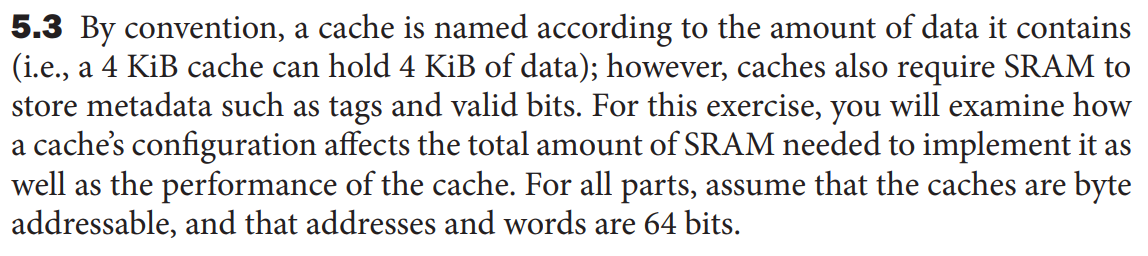 5.3 By convention, a cache is named according to the amount of data it contains
(i.e., a 4 KiB cache can hold 4 KiB of data); however, caches also require SRAM to
store metadata such as tags and valid bits. For this exercise, you will examine how
a cache’s configuration affects the total amount of SRAM needed to implement it as
well as the performance of the cache. For all parts, assume that the caches are byte
addressable, and that addresses and words are 64 bits.